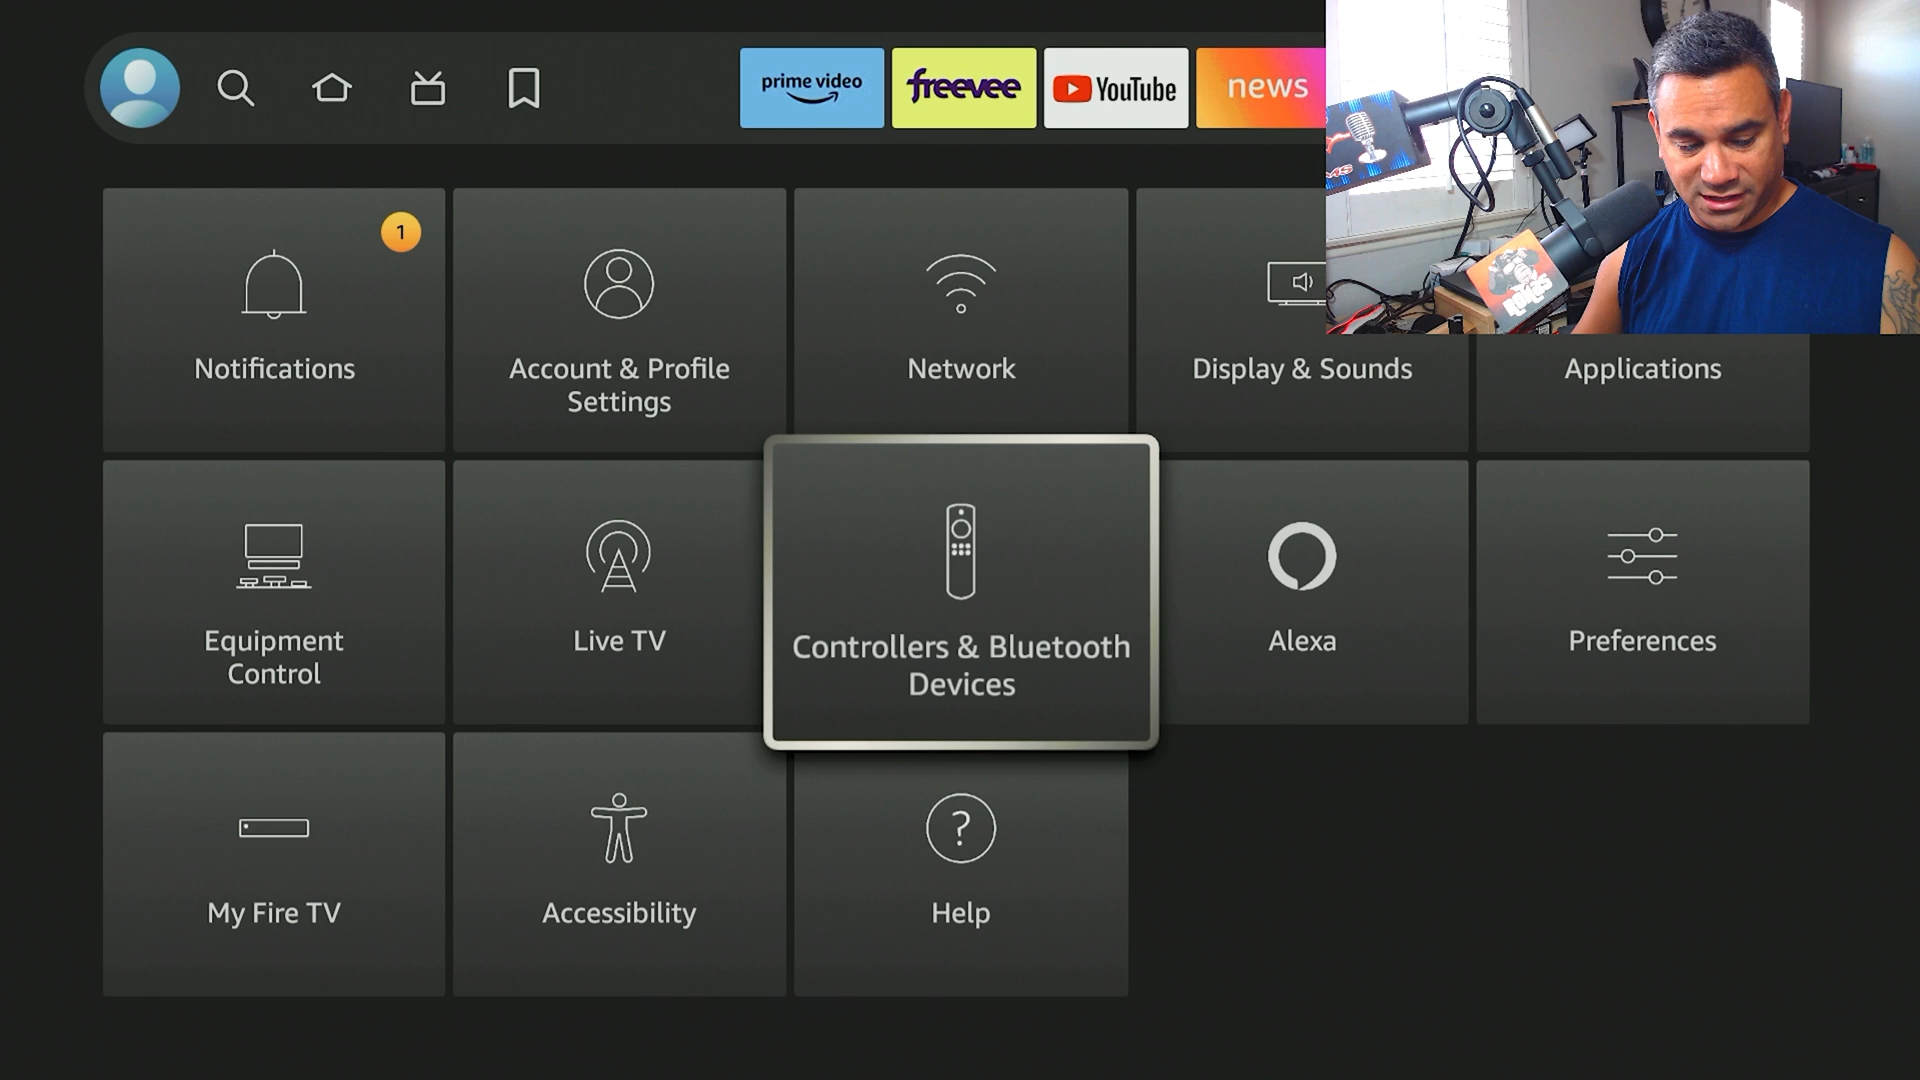 prime video
freevee
YouTube
news
1
Notifications
Account & Profile
Settings
Network
Display & Sounds
Applications
Equipment
Control
Live TV
Controllers & Bluetooth
Devices
Alexa
Preferences
My Fire TV
Accessibility
?
Help